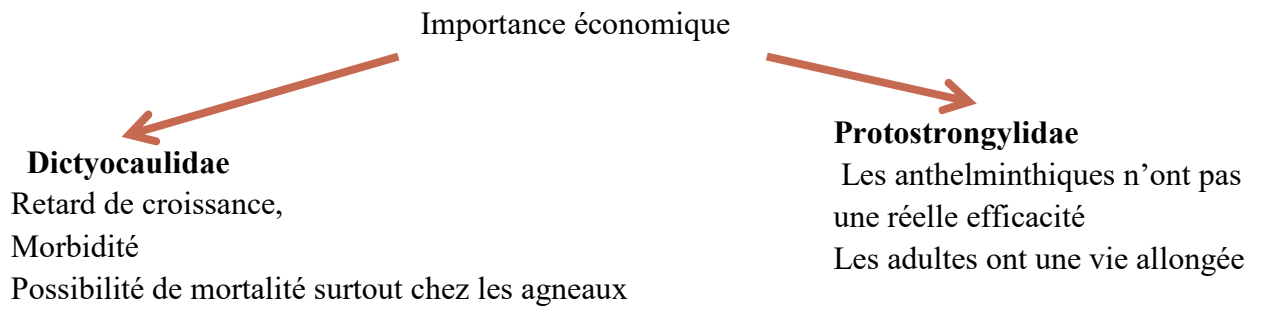 Importance économique
Dictyocaulidae
Retard de croissance,
Morbidité
Possibilité de mortalité surtout chez les agneaux
Protostrongylidae
Les anthelminthiques n’ont pas
une réelle efficacité
Les adultes ont une vie allongée